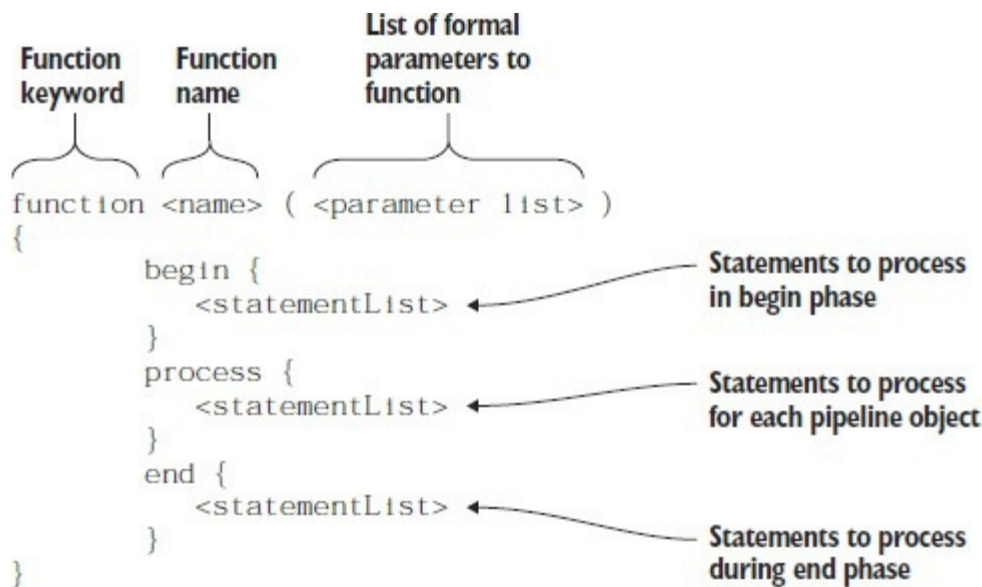 Function
keyword
Function
name
List of formal
parameters to
function
function <name> ( <parameter list> )
{
begin {
<statementList>
}
process {
<statementList>
}
end {
<statementList>
}
}
Statements to process
in begin phase
Statements to process
for each pipeline object
Statements to process
during end phase